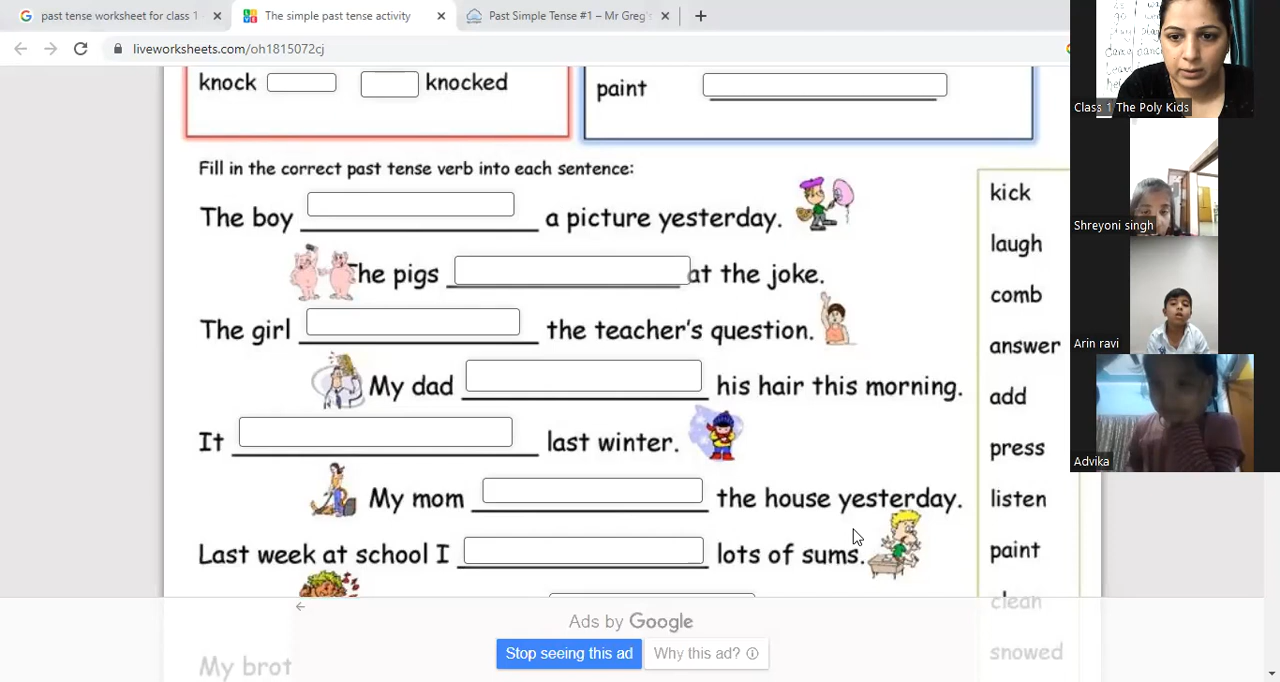 past tense worksheet for class 1
The simple past tense activity
Past Simple Tense #1 – Mr Greg's
liveworksheets.com/oh1815072cj
knock
knocked
paint
Fill in the correct past tense verb into each sentence:
The boy a picture yesterday.
The pigs at the joke.
The girl the teacher's question.
My dad his hair this morning.
It last winter.
My mom the house yesterday.
Last week at school I lots of sums.
My brot
kick
laugh
comb
answer
add
press
listen
paint
clean
snowed
Ads by Google
Stop seeing this ad
Why this ad?
Class 1 The Poly Kids
Shreyoni singh
Arin ravi
Advika